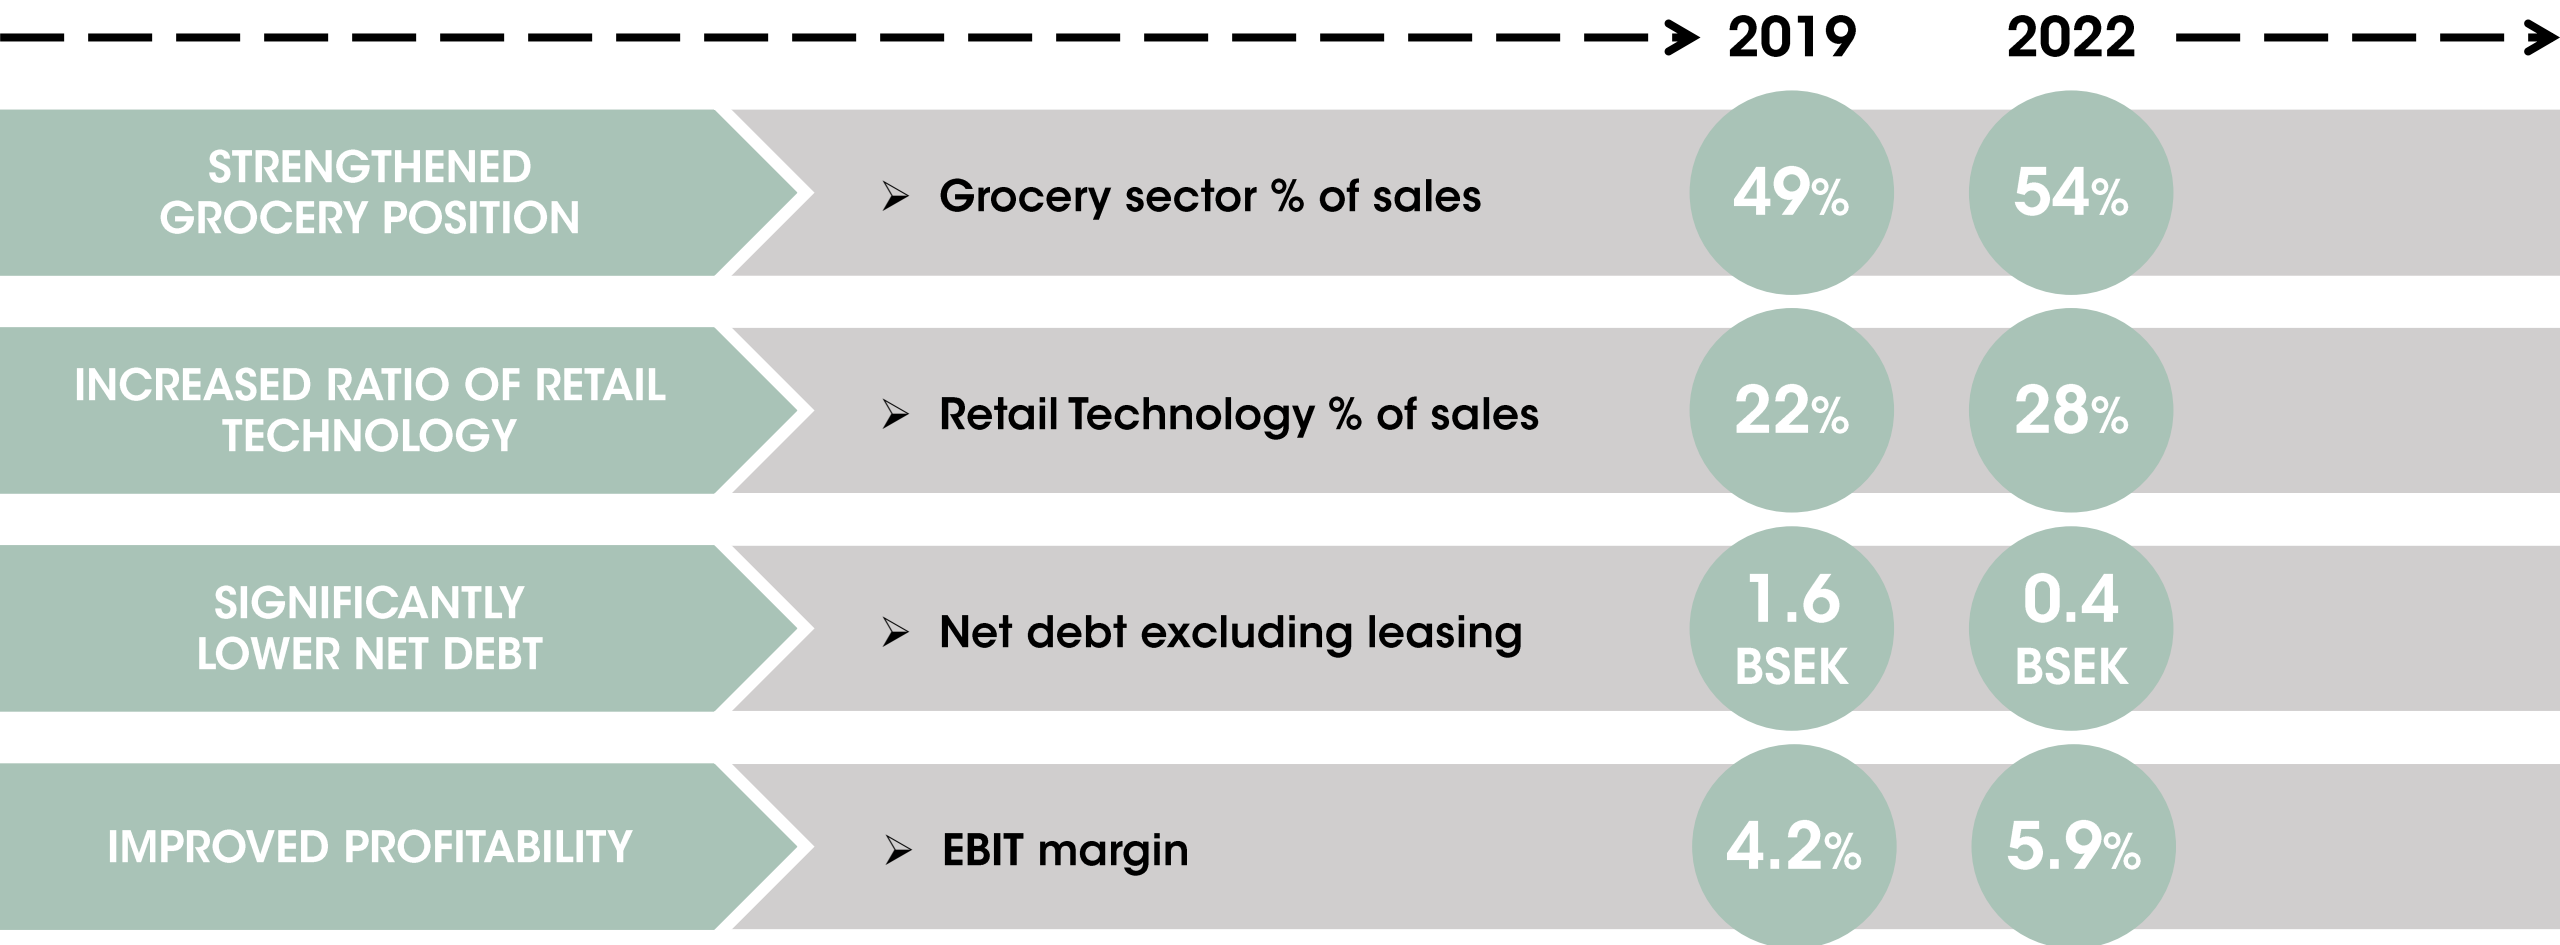 2019 2022
STRENGTHENED
GROCERY POSITION
Grocery sector % of sales
49%
54%
INCREASED RATIO OF RETAIL
TECHNOLOGY
Retail Technology % of sales
22%
28%
SIGNIFICANTLY
LOWER NET DEBT
Net debt excluding leasing
1.6
BSEK
0.4
BSEK
IMPROVED PROFITABILITY
EBIT margin
4.2%
5.9%